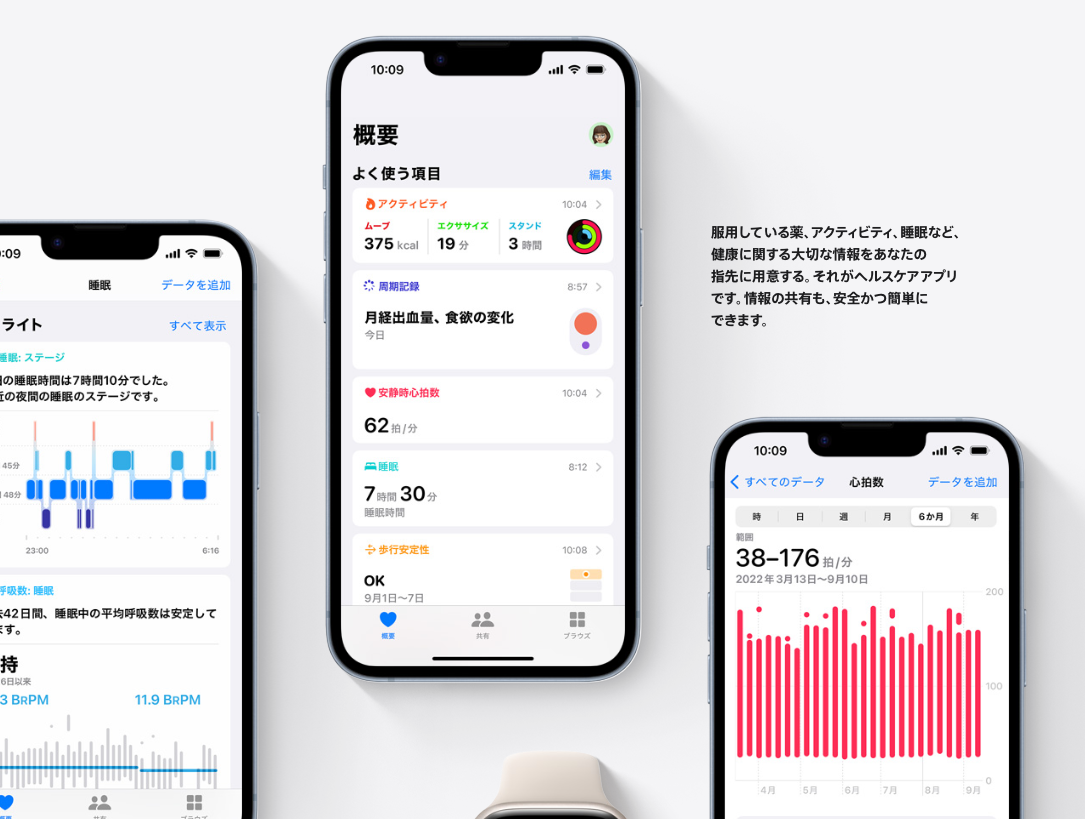 10:09
概要
よく使う項目
編集
アクティビティ
10:04
ムーブ
エクササイズ
スタンド
375 kcal
19 分
3 時間
周期記録
8:57
月経出血量、食欲の変化
今日
安静時心拍数
10:04
62 拍/分
睡眠
8:12
7 時間 30 分
睡眠時間
歩行安定性
10:08
OK
9月1日〜7日
概要
共有
ブラウズ
:09
睡眠
データを追加
ライト
すべて表示
睡眠: ステージ
の睡眠時間は7時間10分でした。
近の夜間の睡眠のステージです。
45分
48分
23:00
6:16
呼吸数: 睡眠
去42日間、睡眠中の平均呼吸数は安定して
ます。
持
6日以来
3 BRPM
11.9 BRPM
概要
共有
ブラウズ
服用している薬、アクティビティ、睡眠など、
健康に関する大切な情報をあなたの
指先に用意する。それがヘルスケアアプリ
です。情報の共有も、安全かつ簡単に
できます。
10:09
すべてのデータ
心拍数
データを追加
時
日
週
月
6か月
年
範囲
38–176 拍/分
2022年3月13日〜9月10日
200
100
0
4月
5月
6月
7月
8月
9月